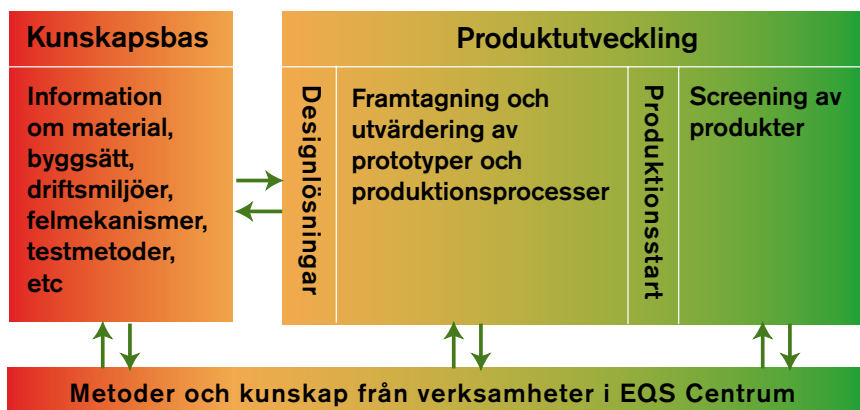 Kunskapsbas
Information
om material,
byggsätt,
driftsmiljöer,
felmekanismer,
testmetoder,
etc
Produktutveckling
Designlösningar
Framtagning och
utvärdering av
prototyper och
produktionsprocesser
Produktionsstart
Screening av
produkter
Metoder och kunskap från verksamheter i EQS Centrum